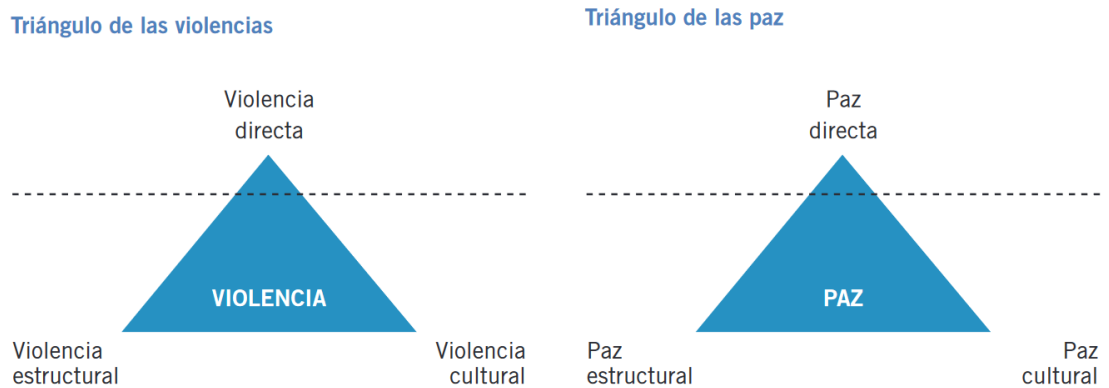 Triángulo de las violencias
Violencia
directa
VIOLENCIA
Violencia
estructural
Violencia
cultural
Triángulo de las paz
Paz
directa
PAZ
Paz
estructural
Paz
cultural